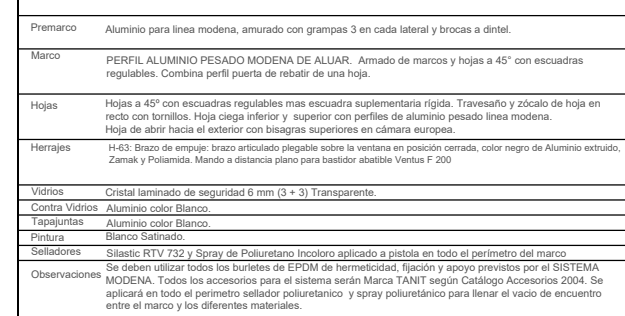 Premarco Aluminio para linea modena, amurado con grampas 3 en cada lateral y brocas a dintel.
Marco PERFIL ALUMINIO PESADO MODENA DE ALUAR. Armado de marcos y hojas a 45° con escuadras
regulables. Combina perfil puerta de rebatir de una hoja.
Hojas Hojas a 45º con escuadras regulables mas escuadra suplementaria rígida. Travesaño y zócalo de hoja en
recto con tornillos. Hoja ciega inferior y superior con perfiles de aluminio pesado linea modena.
Hoja de abrir hacia el exterior con bisagras superiores en cámara europea.
Herrajes H-63: Brazo de empuje: brazo articulado plegable sobre la ventana en posición cerrada, color negro de Aluminio extruido,
Zamak y Poliamida. Mando a distancia plano para bastidor abatible Ventus F 200
Vidrios Cristal laminado de seguridad 6 mm (3 + 3) Transparente.
Contra Vidrios Aluminio color Blanco.
Tapajuntas Aluminio color Blanco.
Pintura Blanco Satinado.
Selladores Silastic RTV 732 y Spray de Poliuretano Incoloro aplicado a pistola en todo el perímetro del marco
Observaciones Se deben utilizar todos los burletes de EPDM de hermeticidad, fijación y apoyo previstos por el SISTEMA
MODENA. Todos los accesorios para el sistema serán Marca TANIT según Catálogo Accesorios 2004. Se
aplicará en todo el perimetro sellador poliuretanico y spray poliuretánico para llenar el vacio de encuentro
entre el marco y los diferentes materiales.